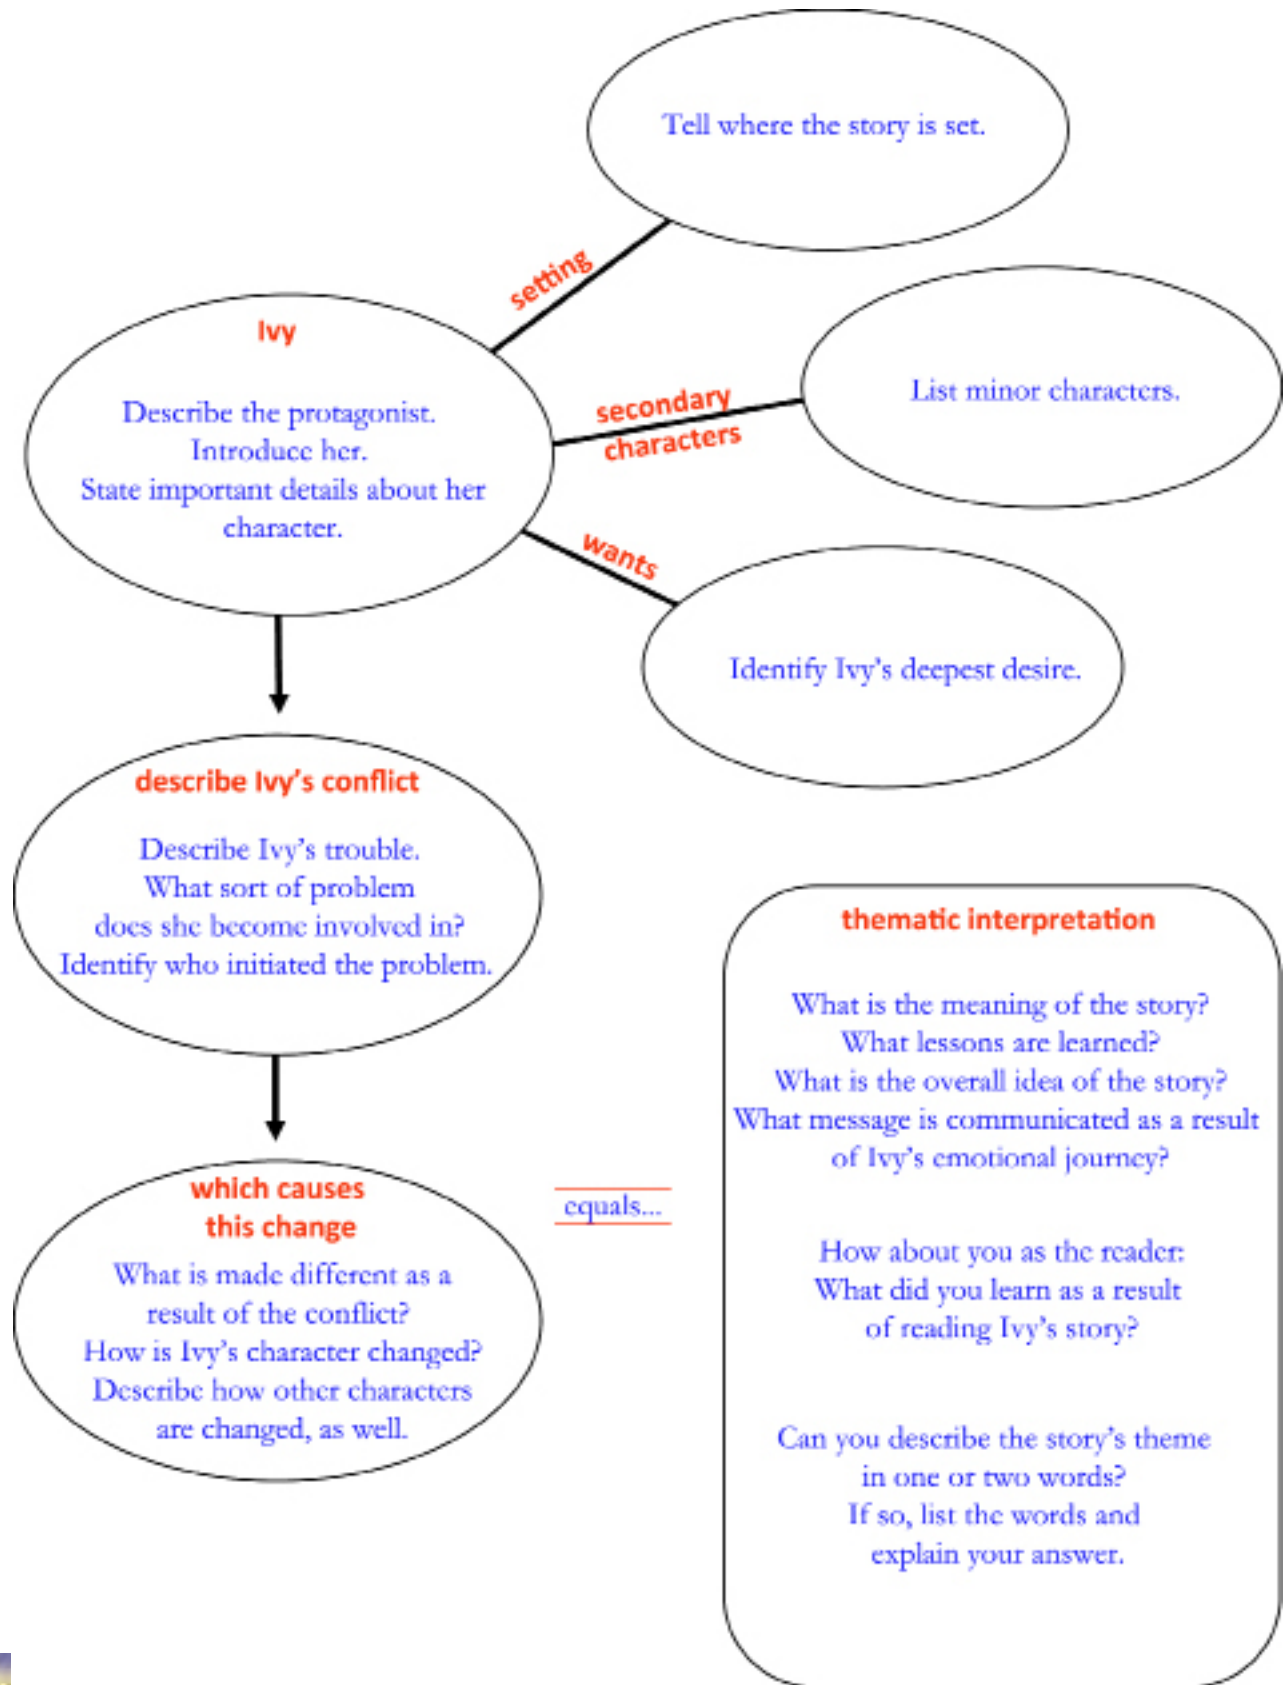 Tell where the story is set.
setting
Ivy
Describe the protagonist.
Introduce her.
State important details about her
character.
secondary
characters
List minor characters.
wants
Identify Ivy's deepest desire.
describe Ivy's conflict
Describe Ivy's trouble.
What sort of problem
does she become involved in?
Identify who initiated the problem.
which causes
this change
What is made different as a
result of the conflict?
How is Ivy's character changed?
Describe how other characters
are changed, as well.
equals...
thematic interpretation
What is the meaning of the story?
What lessons are learned?
What is the overall idea of the story?
What message is communicated as a result
of Ivy's emotional journey?
How about you as the reader:
What did you learn as a result
of reading Ivy's story?
Can you describe the story's theme
in one or two words?
If so, list the words and
explain your answer.